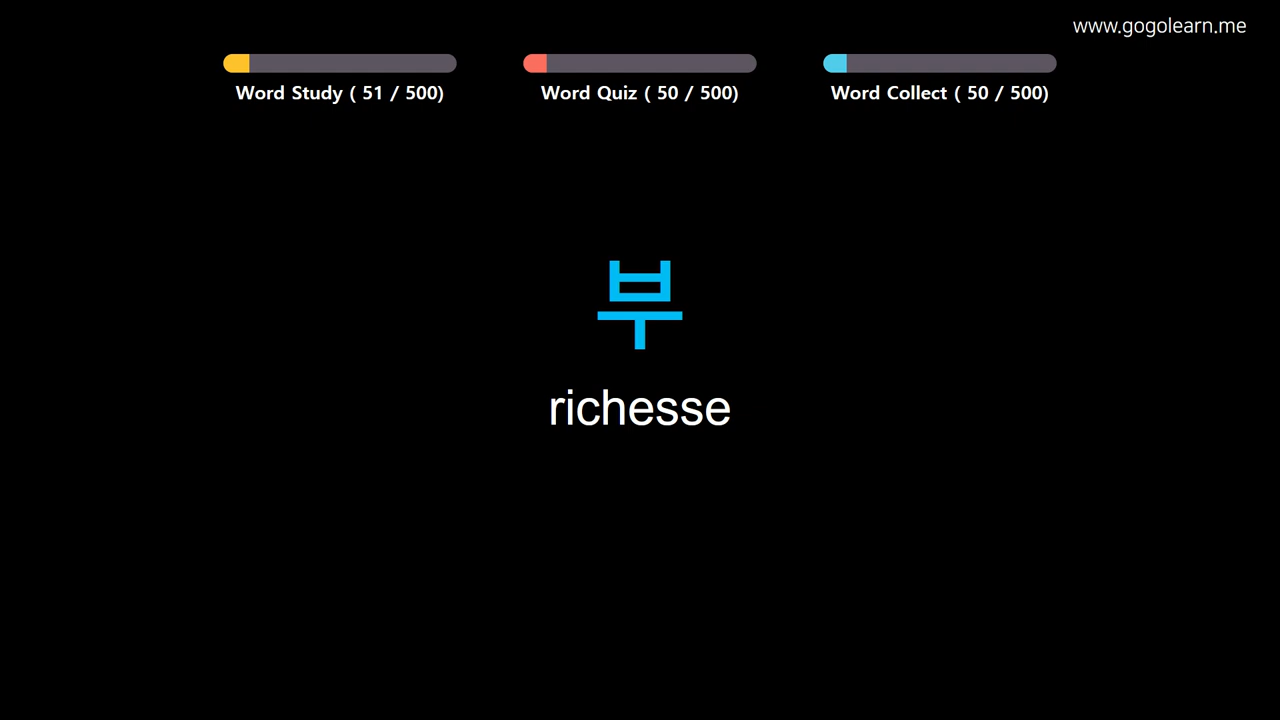 www.gogolearn.me
Word Study ( 51 / 500)
Word Quiz ( 50 / 500)
Word Collect ( 50 / 500)
부
richesse